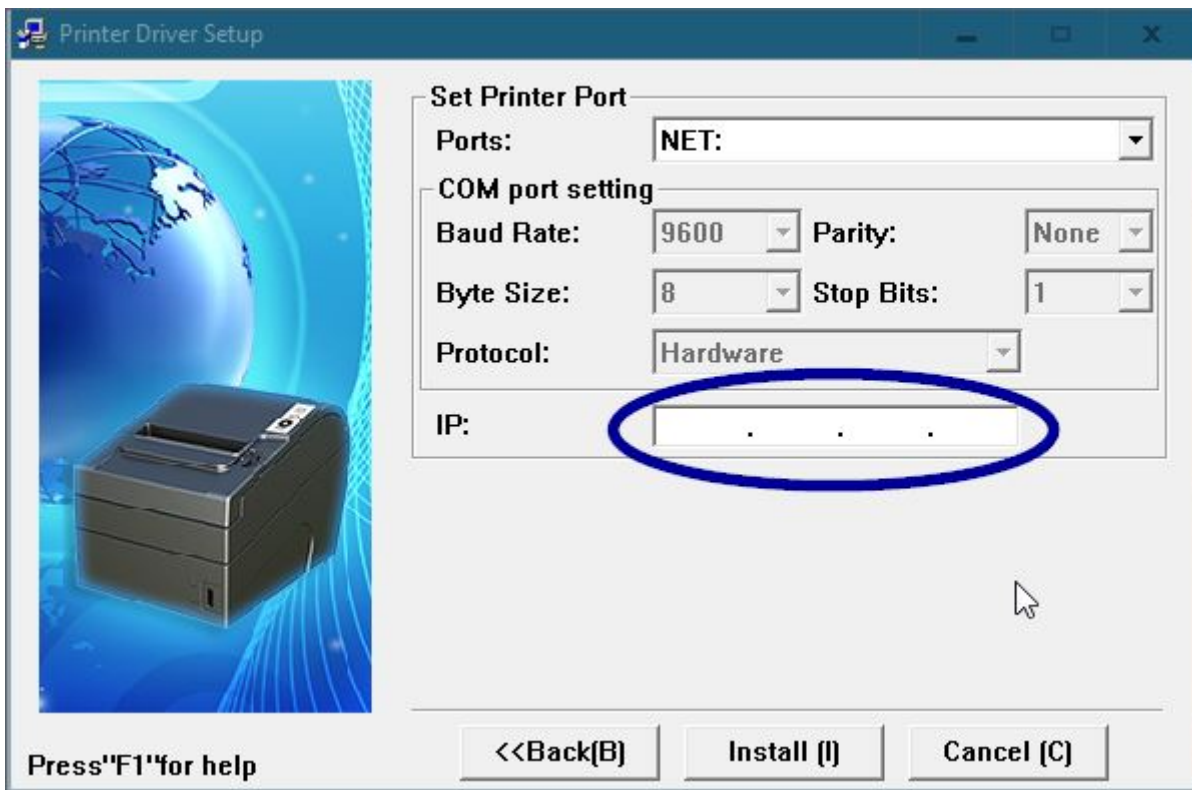 Printer Driver Setup
Set Printer Port
Ports: NET:
COM port setting
Baud Rate: 9600 Parity: None
Byte Size: 8 Stop Bits: 1
Protocol: Hardware
IP: . . .
<<Back(B) Install (I) Cancel (C)
Press"F1"for help